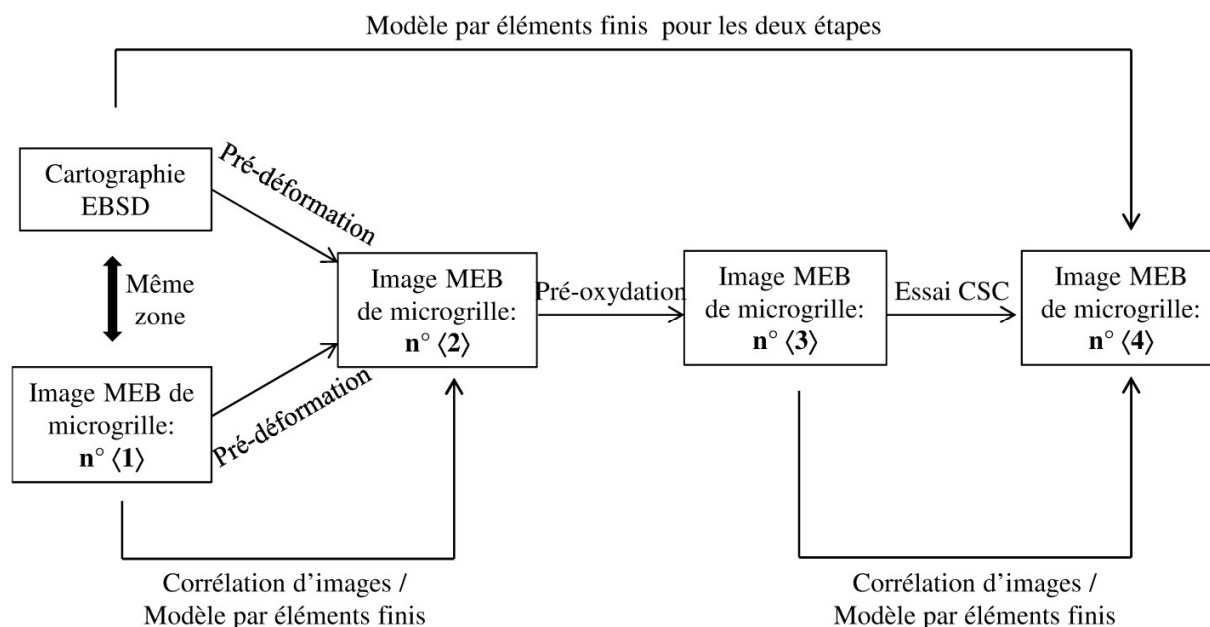 Modèle par éléments finis pour les deux étapes
Cartographie
EBSD
Pré-déformation
Même
zone
Image MEB de
microgrille:
n° ⟨1⟩
Pré-déformation
Image MEB
de microgrille:
n° ⟨2⟩
Pré-oxydation
Image MEB
de microgrille:
n° ⟨3⟩
Essai CSC
Image MEB
de microgrille:
n° ⟨4⟩
Corrélation d'images /
Modèle par éléments finis
Corrélation d'images /
Modèle par éléments finis